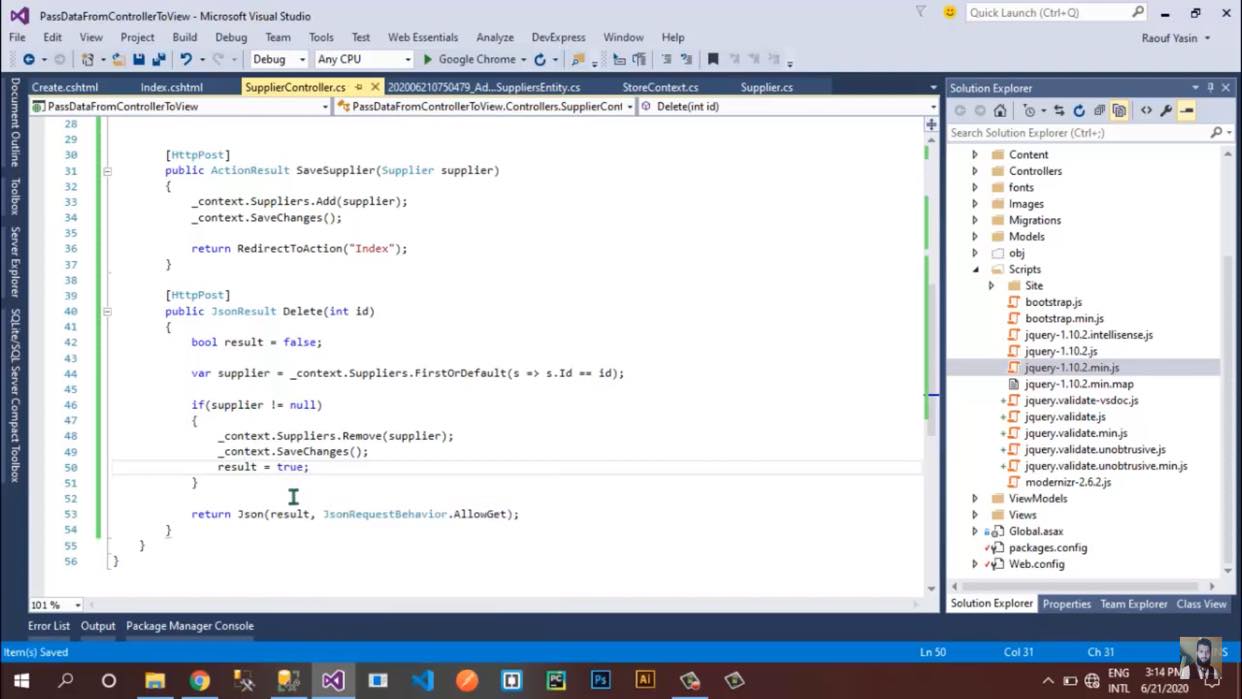 PassDataFromControllerToView - Microsoft Visual Studio
Quick Launch (Ctrl+Q)
File Edit View Project Build Debug Team Tools Test Web Essentials Analyze DevExpress Window Help
Raouf Yasin
Debug Any CPU Google Chrome
Create.cshtml Index.cshtml SupplierController.cs 202006210750479_Ad...SuppliersEntity.cs StoreContext.cs Supplier.cs
PassDataFromControllerToView PassDataFromControllerToView.Controllers.SupplierCont Delete(int id)
Document Outline
Toolbox
Server Explorer
SQLite/SQL Server Compact Toolbox
28
29
30 [HttpPost]
31 public ActionResult SaveSupplier(Supplier supplier)
32 {
33 _context.Suppliers.Add(supplier);
34 _context.SaveChanges();
35
36 return RedirectToAction("Index");
37 }
38
39 [HttpPost]
40 public JsonResult Delete(int id)
41 {
42 bool result = false;
43
44 var supplier = _context.Suppliers.FirstOrDefault(s => s.Id == id);
45
46 if(supplier != null)
47 {
48 _context.Suppliers.Remove(supplier);
49 _context.SaveChanges();
50 result = true;
51 }
52
53 return Json(result, JsonRequestBehavior.AllowGet);
54 }
55 }
56 }
101 %
Solution Explorer
Search Solution Explorer (Ctrl+;)
Content
Controllers
fonts
Images
Migrations
Models
obj
Scripts
Site
bootstrap.js
bootstrap.min.js
jquery-1.10.2.intellisense.js
jquery-1.10.2.js
jquery-1.10.2.min.js
jquery-1.10.2.min.map
jquery.validate-vsdoc.js
jquery.validate.js
jquery.validate.min.js
jquery.validate.unobtrusive.js
jquery.validate.unobtrusive.min.js
modernizr-2.6.2.js
ViewModels
Views
Global.asax
packages.config
Web.config
Solution Explorer Properties Team Explorer Class View
Error List Output Package Manager Console
Item(s) Saved Ln 50 Col 31 Ch 31
ENG
INTL
3:14 PM
6/21/2020